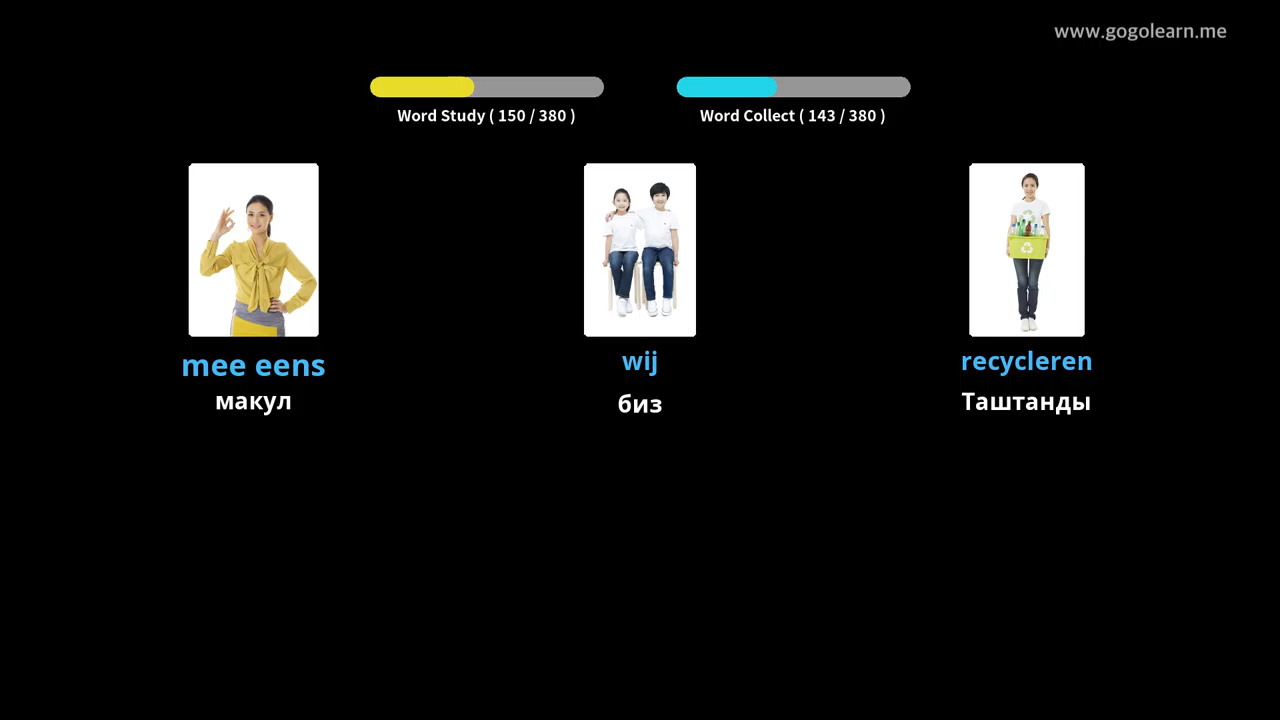 www.gogolearn.me
Word Study ( 150 / 380 )
Word Collect ( 143 / 380 )
mee eens
макул
wij
биз
recycleren
Таштанды